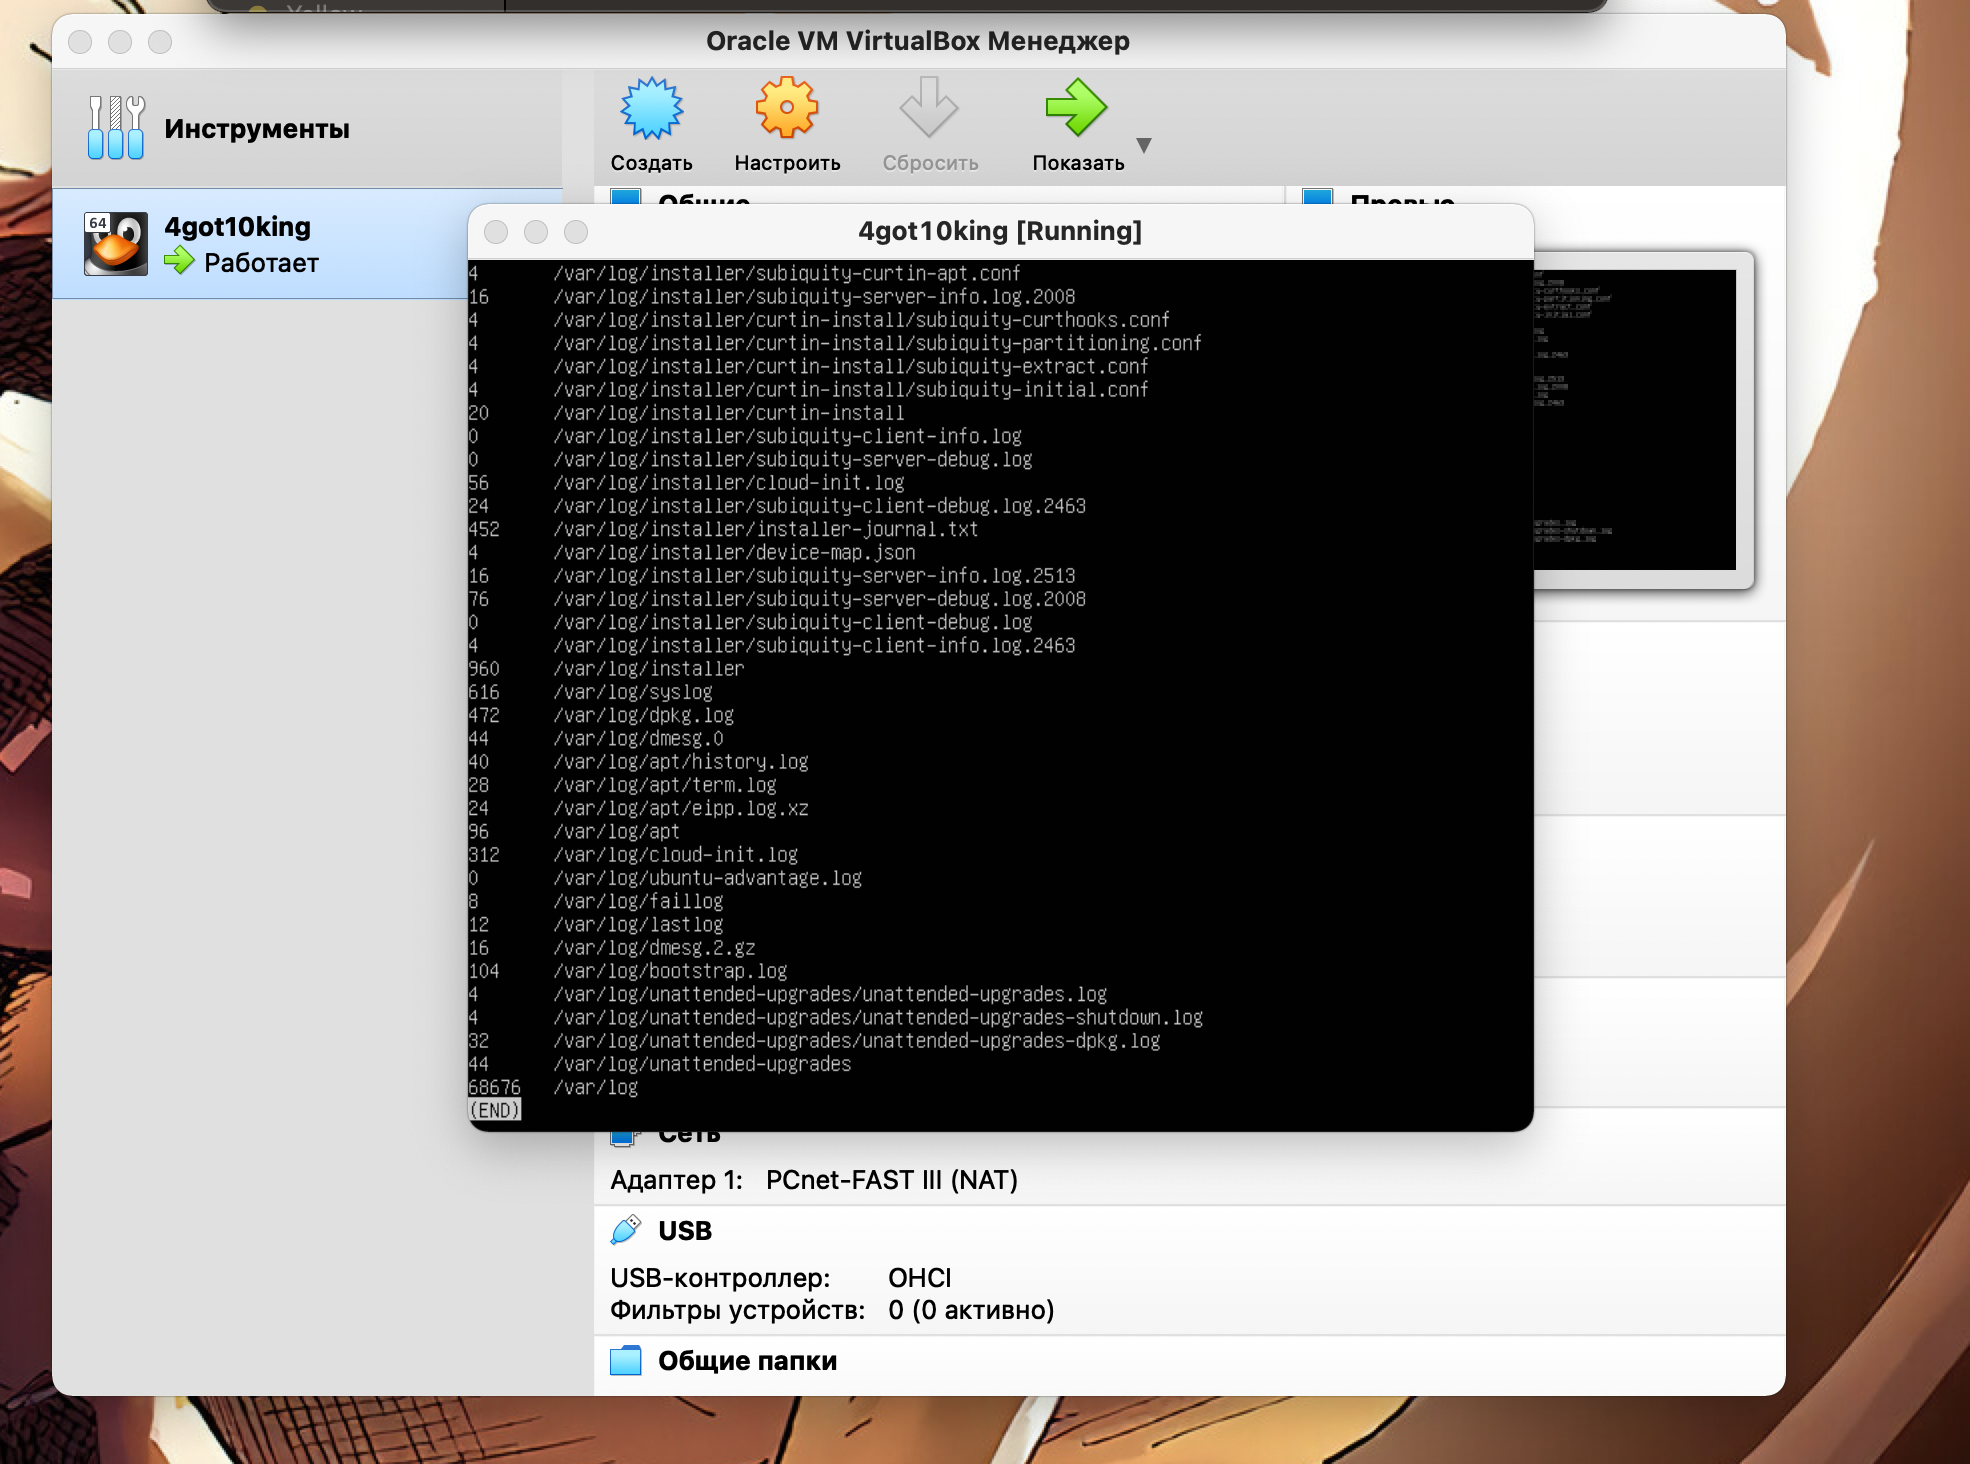 Yellow
Oracle VM VirtualBox Менеджер
Инструменты
Создать
Настроить
Сбросить
Показать
64
4got10king
Работает
Общие
Превью
4got10king [Running]
4 /var/log/installer/subiquity-curtin-apt.conf
16 /var/log/installer/subiquity-server-info.log.2008
4 /var/log/installer/curtin-install/subiquity-curthooks.conf
4 /var/log/installer/curtin-install/subiquity-partitioning.conf
4 /var/log/installer/curtin-install/subiquity-extract.conf
4 /var/log/installer/curtin-install/subiquity-initial.conf
20 /var/log/installer/curtin-install
0 /var/log/installer/subiquity-client-info.log
0 /var/log/installer/subiquity-server-debug.log
56 /var/log/installer/cloud-init.log
24 /var/log/installer/subiquity-client-debug.log.2463
452 /var/log/installer/installer-journal.txt
4 /var/log/installer/device-map.json
16 /var/log/installer/subiquity-server-info.log.2513
76 /var/log/installer/subiquity-server-debug.log.2008
0 /var/log/installer/subiquity-client-debug.log
4 /var/log/installer/subiquity-client-info.log.2463
960 /var/log/installer
616 /var/log/syslog
472 /var/log/dpkg.log
44 /var/log/dmesg.0
40 /var/log/apt/history.log
28 /var/log/apt/term.log
24 /var/log/apt/eipp.log.xz
96 /var/log/apt
312 /var/log/cloud-init.log
0 /var/log/ubuntu-advantage.log
8 /var/log/faillog
12 /var/log/lastlog
16 /var/log/dmesg.2.gz
104 /var/log/bootstrap.log
4 /var/log/unattended-upgrades/unattended-upgrades.log
4 /var/log/unattended-upgrades/unattended-upgrades-shutdown.log
32 /var/log/unattended-upgrades/unattended-upgrades-dpkg.log
44 /var/log/unattended-upgrades
68676 /var/log
(END)
Сеть
Адаптер 1: PCnet-FAST III (NAT)
USB
USB-контроллер: OHCI
Фильтры устройств: 0 (0 активно)
Общие папки